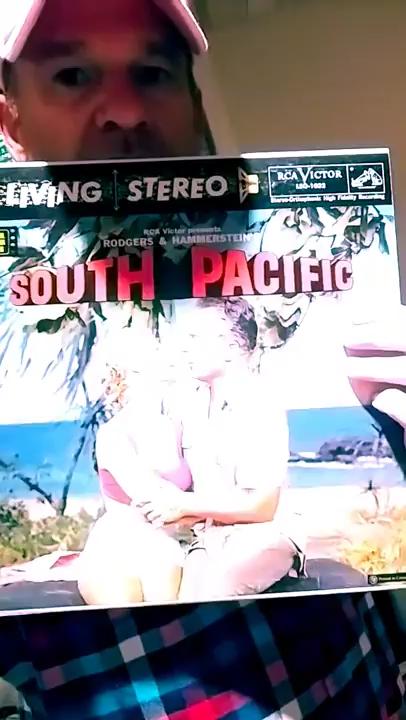 LIVING STEREO
RCA VICTOR
LSO-1032
Stereo-Orthophonic High Fidelity Recording
RCA Victor presents
RODGERS & HAMMERSTEIN
SOUTH PACIFIC